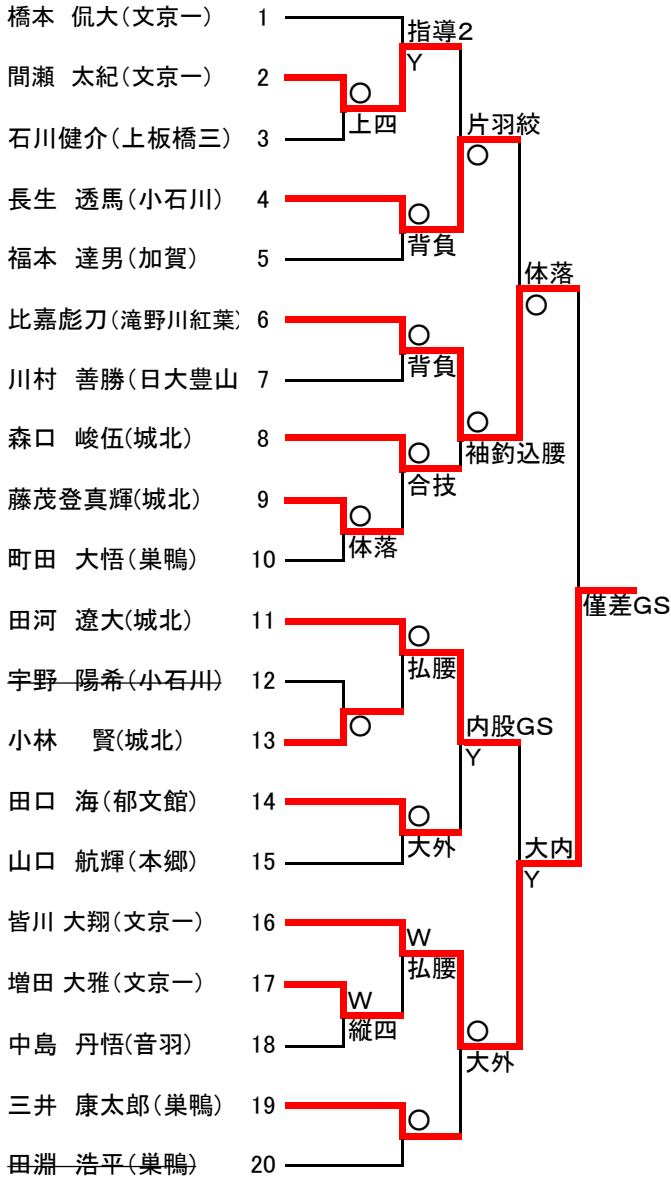 橋本 侃大(文京一) 1
指導2
Y
間瀬 太紀(文京一) 2
○
上四
石川健介(上板橋三) 3
片羽絞
○
長生 透馬(小石川) 4
○
背負
福本 達男(加賀) 5
体落
○
比嘉彪刀(滝野川紅葉) 6
○
背負
川村 善勝(日大豊山 7
○
袖釣込腰
森口 峻伍(城北) 8
○
合技
藤茂登真輝(城北) 9
○
体落
町田 大悟(巣鴨) 10
僅差GS
田河 遼大(城北) 11
○
払腰
宇野 陽希(小石川) 12
○
内股GS
Y
小林 賢(城北) 13
田口 海(郁文館) 14
○
大外
山口 航輝(本郷) 15
大内
Y
皆川 大翔(文京一) 16
W
払腰
増田 大雅(文京一) 17
W
縦四
中島 丹悟(音羽) 18
○
大外
三井 康太郎(巣鴨) 19
○
田淵 浩平(巣鴨) 20